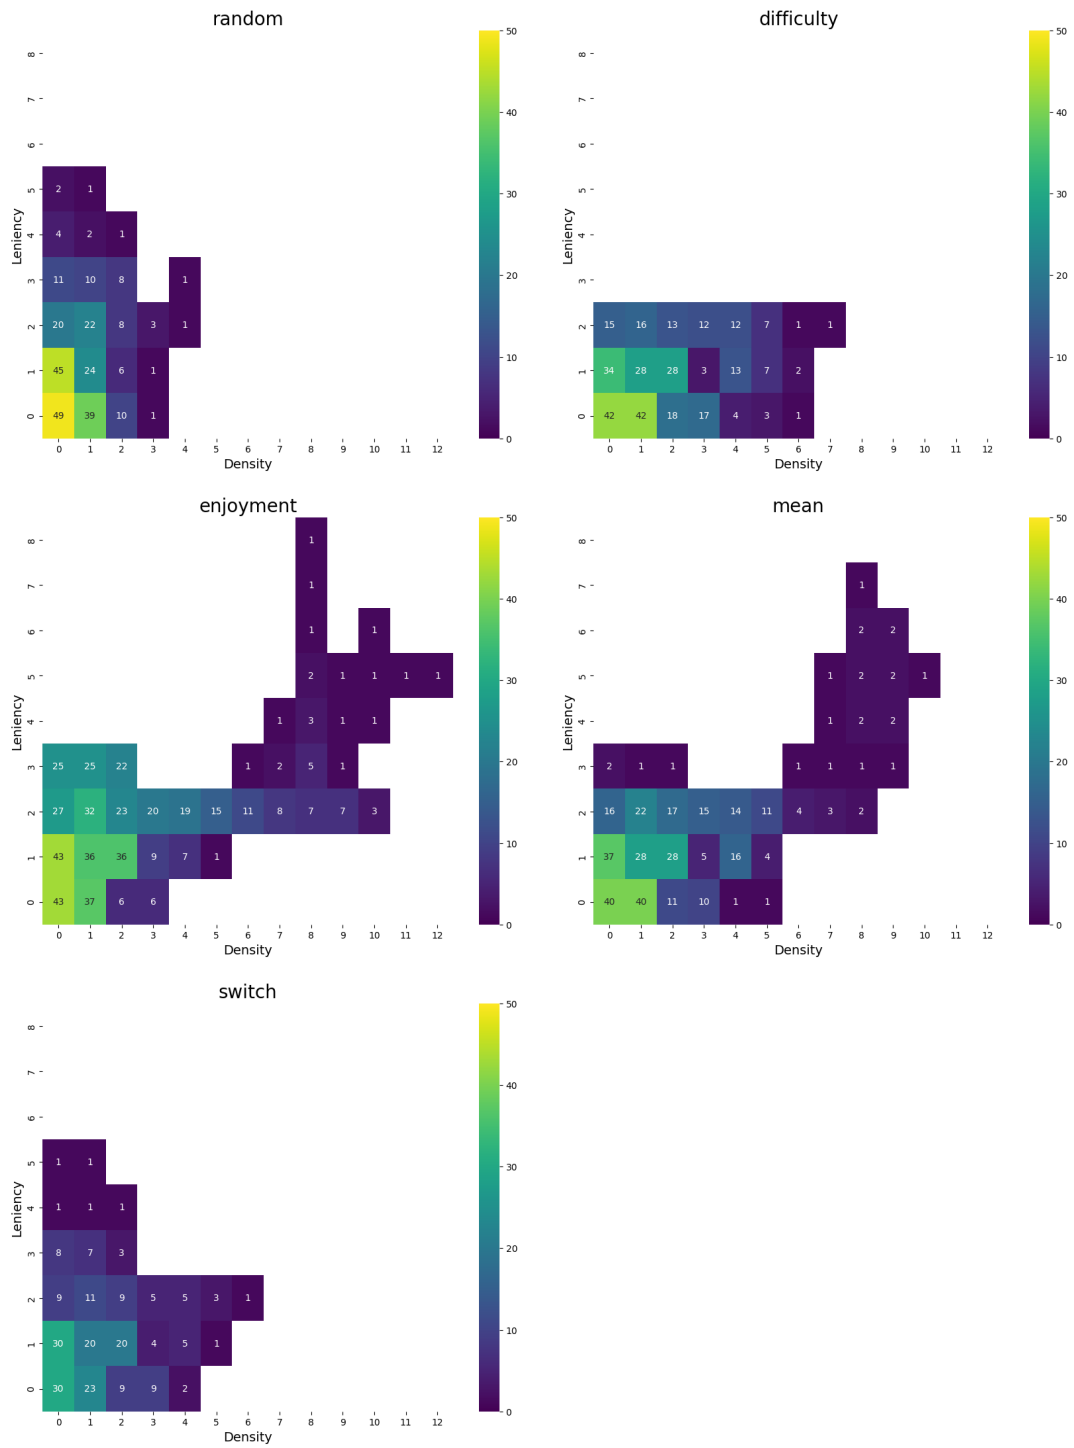 random
50
8
7
40
6
30
5
2 1
4
4 2 1
20
3
11 10 8 1
2
20 22 8 3 1
10
1
45 24 6 1
0
49 39 10 1
0
0 1 2 3 4 5 6 7 8 9 10 11 12
Density
Leniency
difficulty
50
8
7
40
6
30
5
4
20
3
2
15 16 13 12 12 7 1 1
10
1
34 28 28 3 13 7 2
0
42 42 18 17 4 3 1
0
0 1 2 3 4 5 6 7 8 9 10 11 12
Density
Leniency
enjoyment
50
8
1
7
1
40
6
1 1
30
5
2 1 1 1 1
4
1 3 1 1
20
3
25 25 22 1 2 5 1
2
27 32 23 20 19 15 11 8 7 7 3
10
1
43 36 36 9 7 1
0
43 37 6 6
0
0 1 2 3 4 5 6 7 8 9 10 11 12
Density
Leniency
mean
50
8
7
1
40
6
2 2
30
5
1 2 2 1
4
1 2 2
20
3
2 1 1 1 1 1 1
2
16 22 17 15 14 11 4 3 2
10
1
37 28 28 5 16 4
0
40 40 11 10 1 1
0
0 1 2 3 4 5 6 7 8 9 10 11 12
Density
Leniency
switch
50
8
7
40
6
30
5
1 1
4
1 1 1
20
3
8 7 3
2
9 11 9 5 5 3 1
10
1
30 20 20 4 5 1
0
30 23 9 9 2
0
0 1 2 3 4 5 6 7 8 9 10 11 12
Density
Leniency